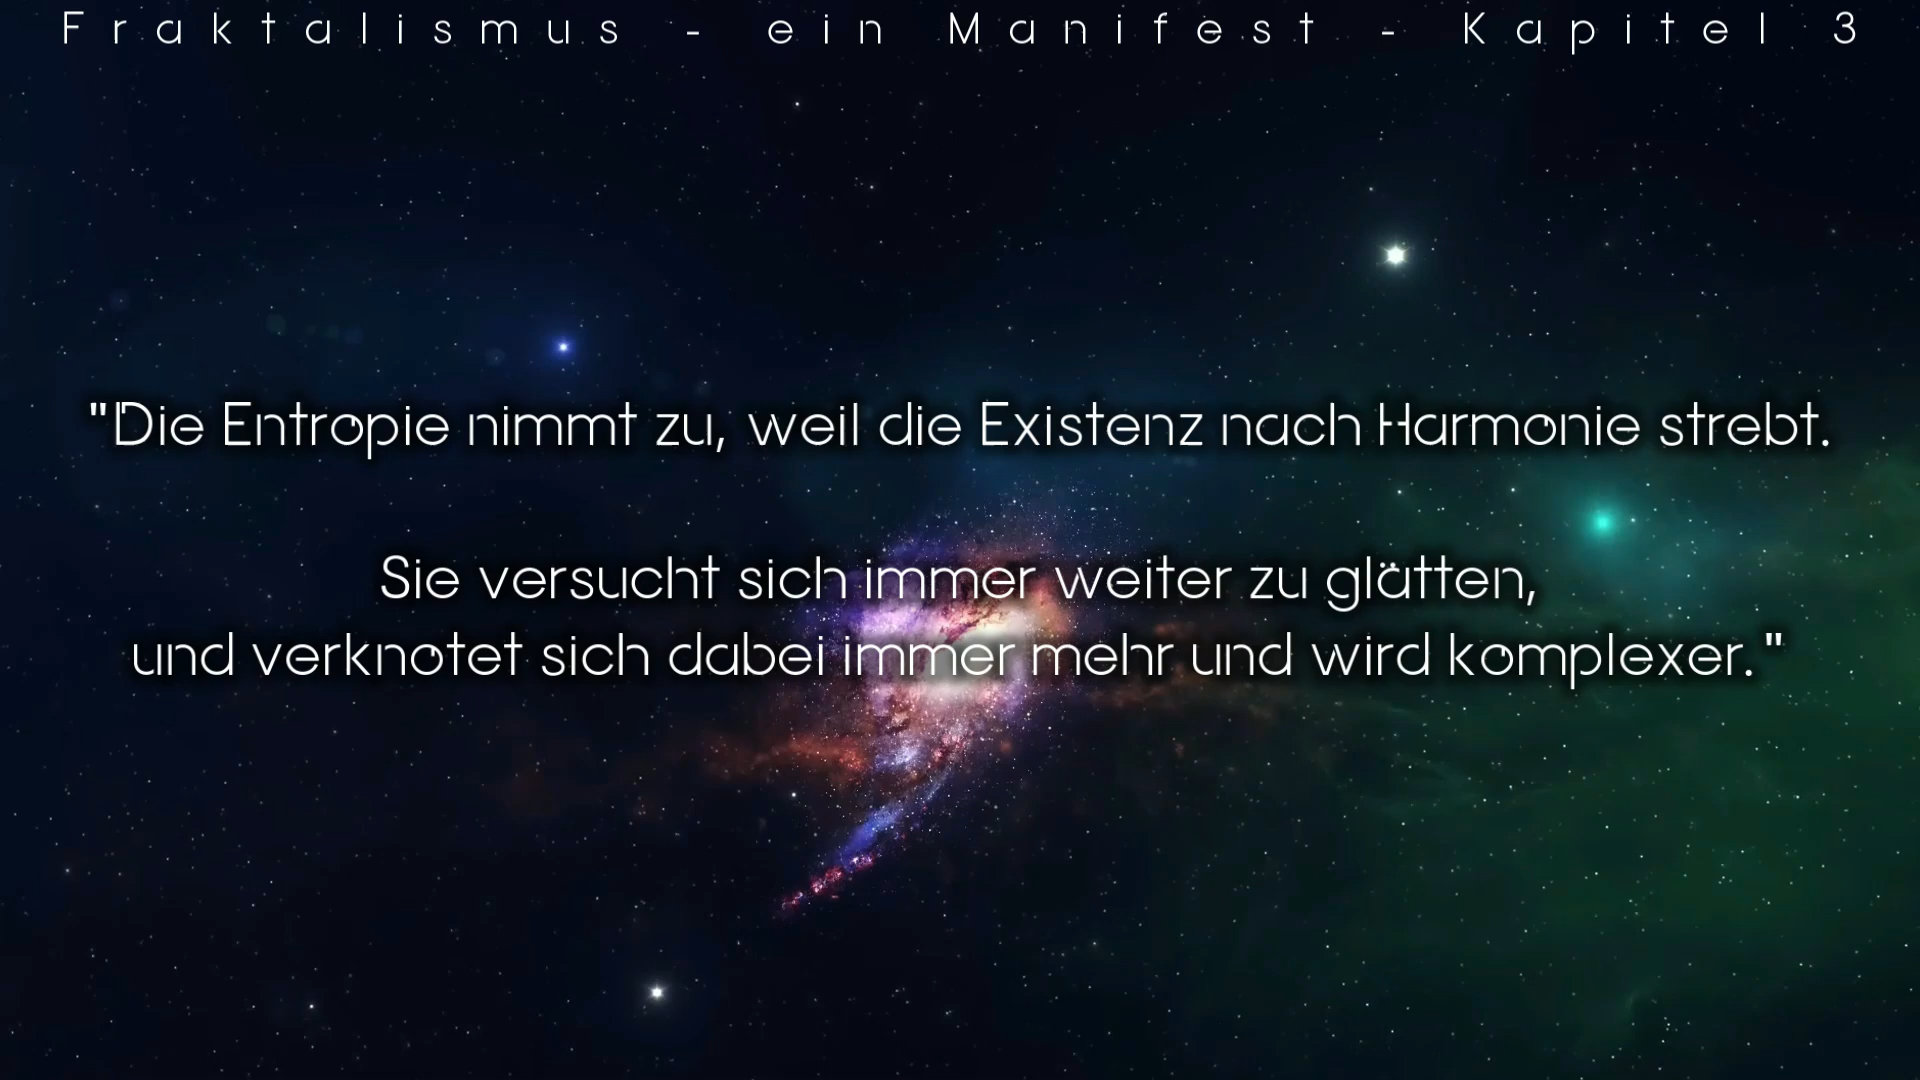 Fraktalismus - ein Manifest - Kapitel 3
"Die Entropie nimmt zu, weil die Existenz nach Harmonie strebt.
Sie versucht sich immer weiter zu glätten,
und verknotet sich dabei immer mehr und wird komplexer."